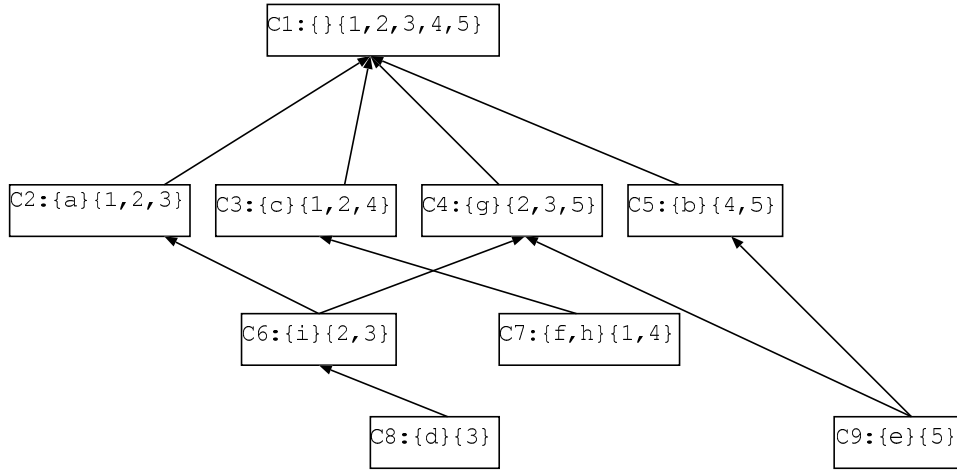 C1:{}{1,2,3,4,5}
C2:{a}{1,2,3}
C3:{c}{1,2,4}
C4:{g}{2,3,5}
C5:{b}{4,5}
C6:{i}{2,3}
C7:{f,h}{1,4}
C8:{d}{3}
C9:{e}{5}